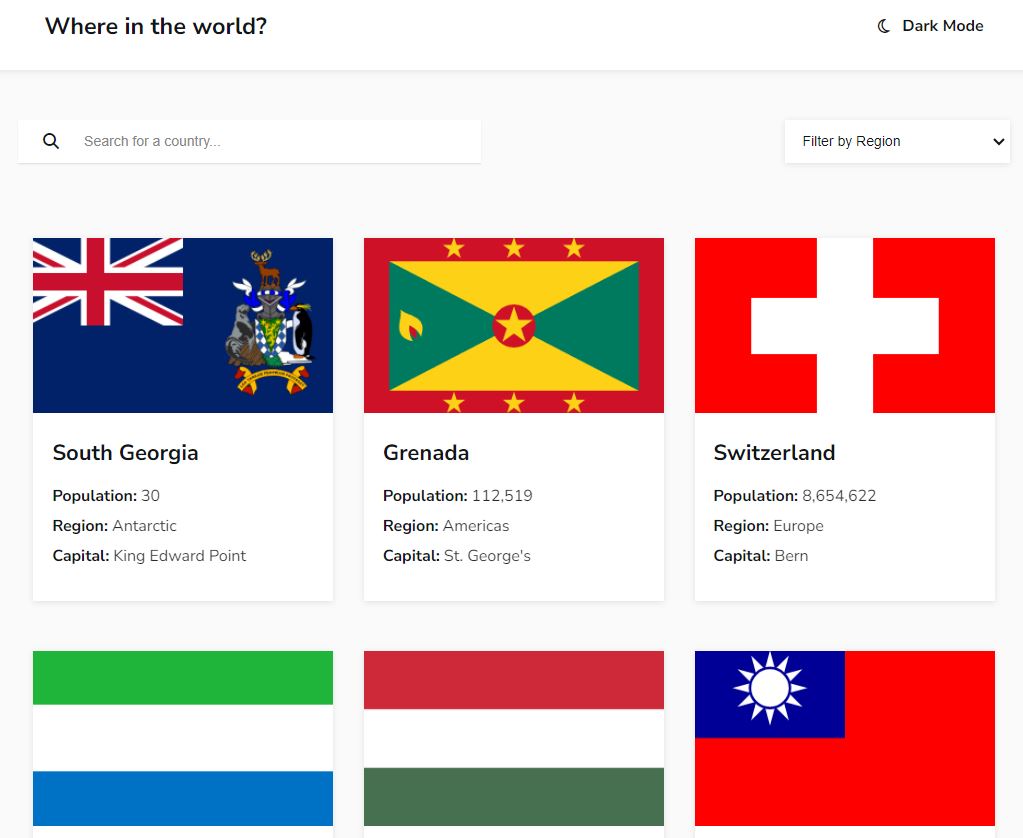 Where in the world?
Dark Mode
Search for a country...
Filter by Region
South Georgia
Population: 30
Region: Antarctic
Capital: King Edward Point
Grenada
Population: 112,519
Region: Americas
Capital: St. George's
Switzerland
Population: 8,654,622
Region: Europe
Capital: Bern